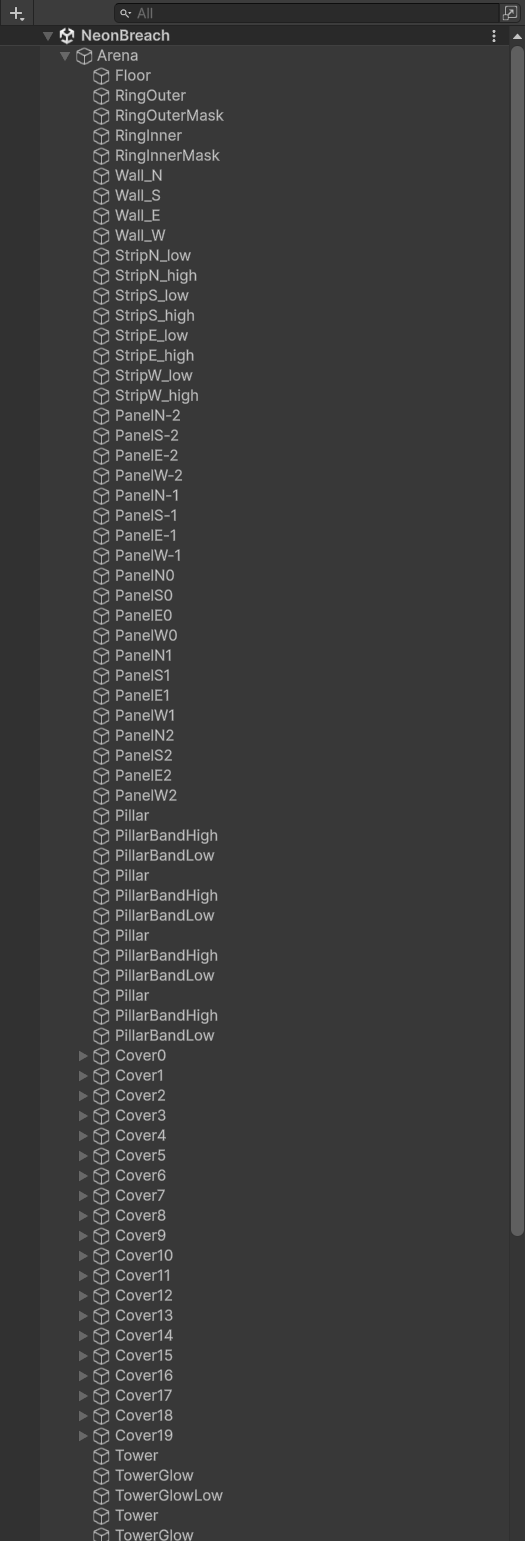 All
NeonBreach
Arena
Floor
RingOuter
RingOuterMask
RingInner
RingInnerMask
Wall_N
Wall_S
Wall_E
Wall_W
StripN_low
StripN_high
StripS_low
StripS_high
StripE_low
StripE_high
StripW_low
StripW_high
PanelN-2
PanelS-2
PanelE-2
PanelW-2
PanelN-1
PanelS-1
PanelE-1
PanelW-1
PanelN0
PanelS0
PanelE0
PanelW0
PanelN1
PanelS1
PanelE1
PanelW1
PanelN2
PanelS2
PanelE2
PanelW2
Pillar
PillarBandHigh
PillarBandLow
Pillar
PillarBandHigh
PillarBandLow
Pillar
PillarBandHigh
PillarBandLow
Pillar
PillarBandHigh
PillarBandLow
Cover0
Cover1
Cover2
Cover3
Cover4
Cover5
Cover6
Cover7
Cover8
Cover9
Cover10
Cover11
Cover12
Cover13
Cover14
Cover15
Cover16
Cover17
Cover18
Cover19
Tower
TowerGlow
TowerGlowLow
Tower
TowerGlow